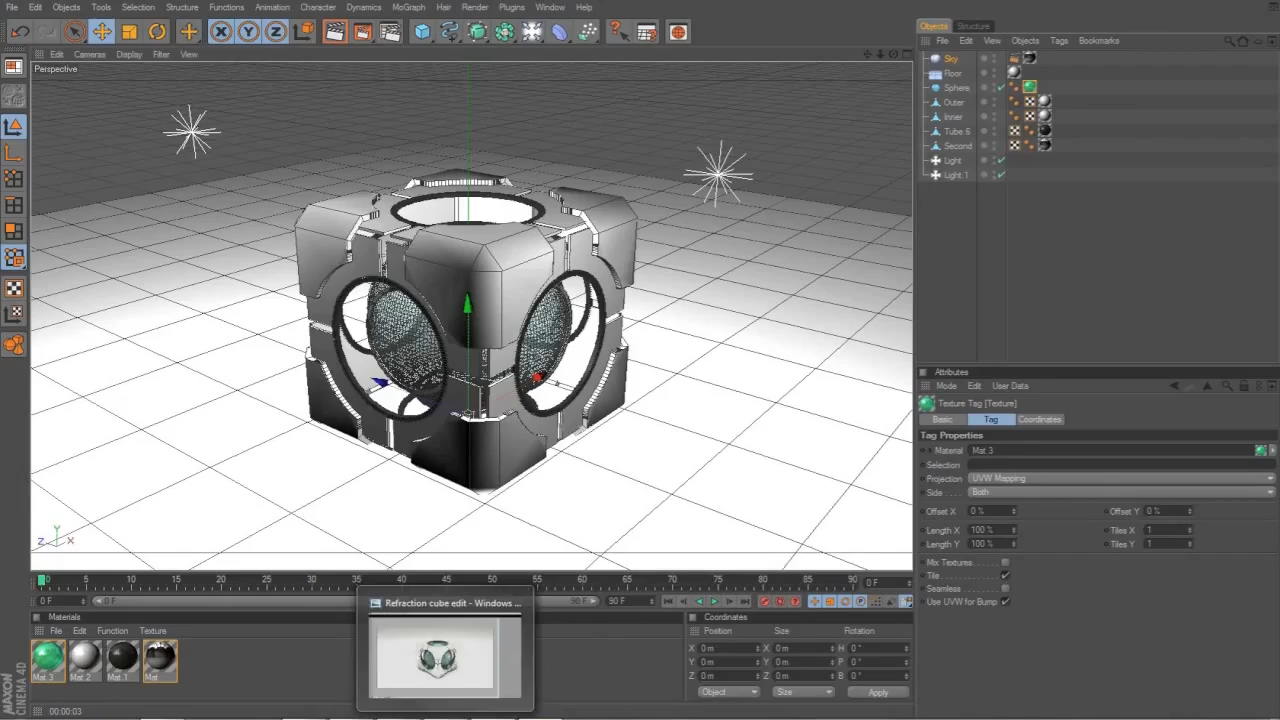 File Edit Objects Tools Selection Structure Functions Animation Character Dynamics MoGraph Hair Render Plugins Window Help
Edit Cameras Display Filter View
Perspective
Y
Z X
Objects Structure
File Edit View Objects Tags Bookmarks
Sky
Floor
Sphere
Outer
Inner
Tube 6
Second
Light
Light.1
Attributes
Mode Edit User Data
Texture Tag [Texture]
Basic Tag Coordinates
Tag Properties
Material Mat.3
Selection
Projection UVW Mapping
Side . . . . Both
Offset X 0 % Offset Y 0 %
Length X 100 % Tiles X 1
Length Y 100 % Tiles Y 1
Mix Textures . . . . . .
Tile . . . . . . . . . . . . . .
Seamless . . . . . . . . .
Use UVW for Bump
0 5 10 15 20 25 30 35 40 45 50 55 60 65 70 75 80 85 90 0 F
0 F 0 F 90 F 90 F
Refraction cube edit - Windows ...
Materials
File Edit Function Texture
Mat.3 Mat.2 Mat.1 Mat
Coordinates
Position Size Rotation
X 0 m X 0 m H 0 °
Y 0 m Y 0 m P 0 °
Z 0 m Z 0 m B 0 °
Object Size Apply
MAXON
CINEMA 4D
00:00:03